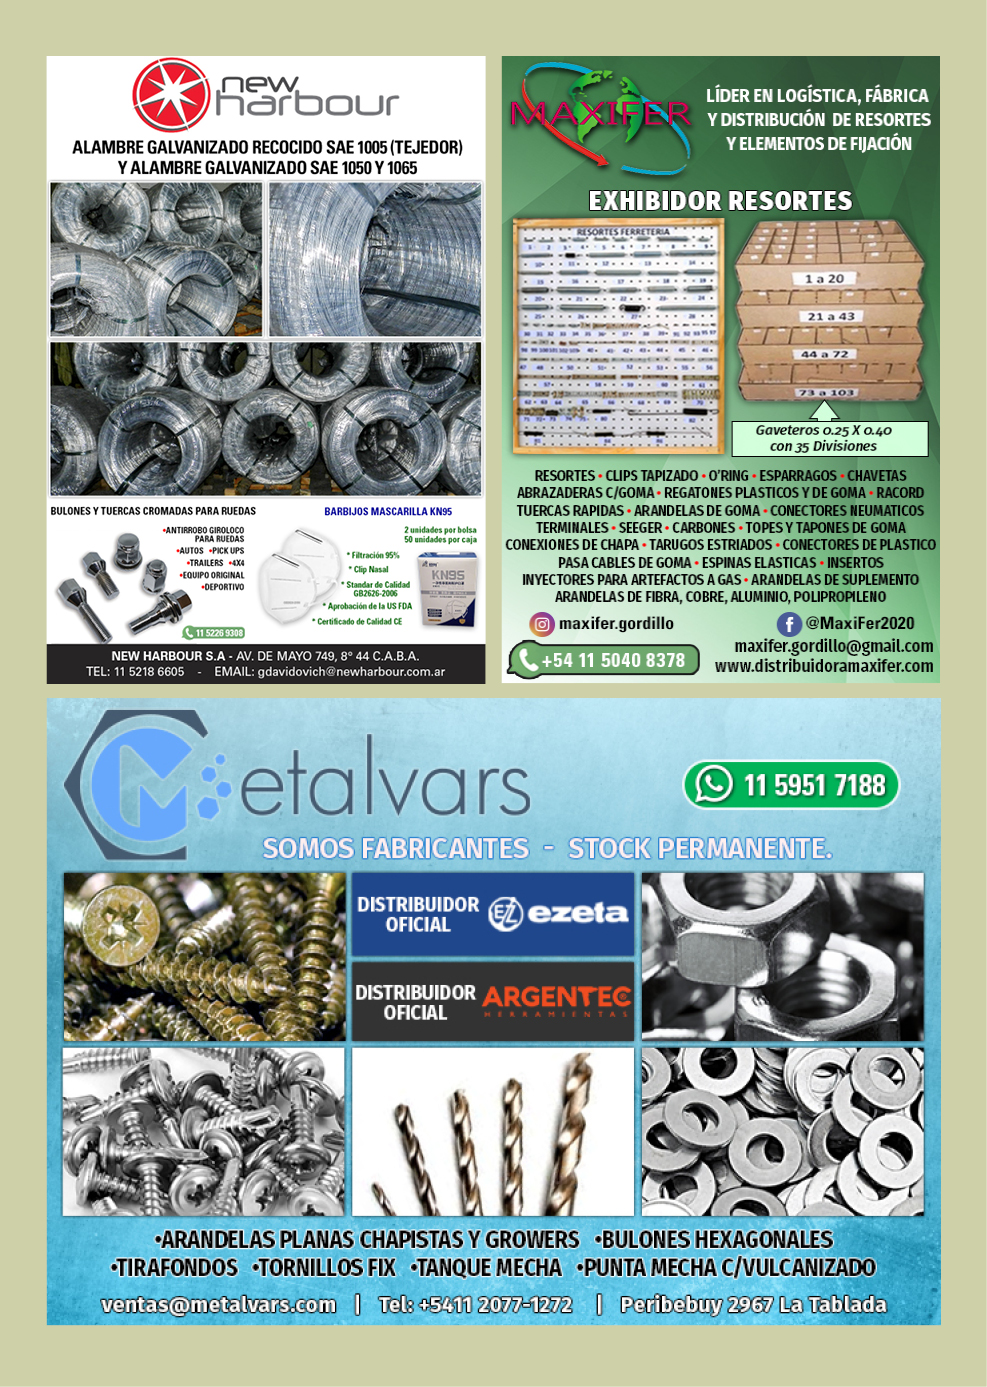 new
harbour
ALAMBRE GALVANIZADO RECOCIDO SAE 1005 (TEJEDOR)
Y ALAMBRE GALVANIZADO SAE 1050 Y 1065
BULONES Y TUERCAS CROMADAS PARA RUEDAS
•ANTIRROBO GIROLOCO
PARA RUEDAS
•AUTOS •PICK UPS
•TRAILERS •4X4
•EQUIPO ORIGINAL
•DEPORTIVO
11 5226 9308
BARBIJOS MASCARILLA KN95
2 unidades por bolsa
50 unidades por caja
* Filtración 95%
* Clip Nasal
* Standar de Calidad
GB2626-2006
* Aprobación de la US FDA
* Certificado de Calidad CE
KN95
NEW HARBOUR S.A - AV. DE MAYO 749, 8° 44 C.A.B.A.
TEL: 11 5218 6605 - EMAIL: gdavidovich@newharbour.com.ar
MAXIFER
LÍDER EN LOGÍSTICA, FÁBRICA
Y DISTRIBUCIÓN DE RESORTES
Y ELEMENTOS DE FIJACIÓN
EXHIBIDOR RESORTES
RESORTES FERRETERIA
1 a 20
21 a 43
44 a 72
73 a 103
Gaveteros 0.25 X 0.40
con 35 Divisiones
RESORTES • CLIPS TAPIZADO • O'RING • ESPARRAGOS • CHAVETAS
ABRAZADERAS C/GOMA • REGATONES PLASTICOS Y DE GOMA • RACORD
TUERCAS RAPIDAS • ARANDELAS DE GOMA • CONECTORES NEUMATICOS
TERMINALES • SEEGER • CARBONES • TOPES Y TAPONES DE GOMA
CONEXIONES DE CHAPA • TARUGOS ESTRIADOS • CONECTORES DE PLASTICO
PASA CABLES DE GOMA • ESPINAS ELASTICAS • INSERTOS
INYECTORES PARA ARTEFACTOS A GAS • ARANDELAS DE SUPLEMENTO
ARANDELAS DE FIBRA, COBRE, ALUMINIO, POLIPROPILENO
maxifer.gordillo
@MaxiFer2020
+54 11 5040 8378
maxifer.gordillo@gmail.com
www.distribuidoramaxifer.com
Metalvars
11 5951 7188
SOMOS FABRICANTES - STOCK PERMANENTE.
DISTRIBUIDOR
OFICIAL
EZ ezeta
DISTRIBUIDOR
OFICIAL
ARGENTEC
HERRAMIENTAS
•ARANDELAS PLANAS CHAPISTAS Y GROWERS •BULONES HEXAGONALES
•TIRAFONDOS •TORNILLOS FIX •TANQUE MECHA •PUNTA MECHA C/VULCANIZADO
ventas@metalvars.com | Tel: +5411 2077-1272 | Peribebuy 2967 La Tablada